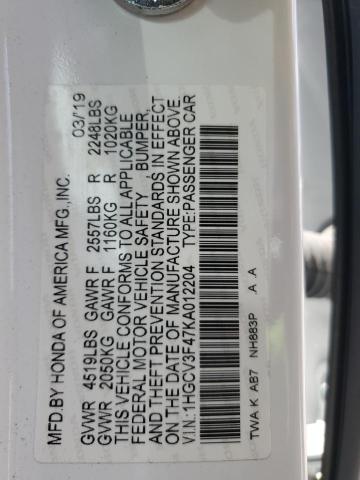 MFD.BY HONDA OF AMERICA MFG.,INC. 03/'19
GVWR 4519LBS GAWR F 2557LBS R 2248LBS
GVWR 2050KG GAWR F 1160KG R 1020KG
THIS VEHICLE CONFORMS TO ALL APPLICABLE
FEDERAL MOTOR VEHICLE SAFETY , BUMPER,
AND THEFT PREVENTION STANDARDS IN EFFECT
ON THE DATE OF MANUFACTURE SHOWN ABOVE.
V.I.N.:1HGCV3F47KA012204 TYPE:PASSENGER CAR
TWA K AB7 NH883P A .A